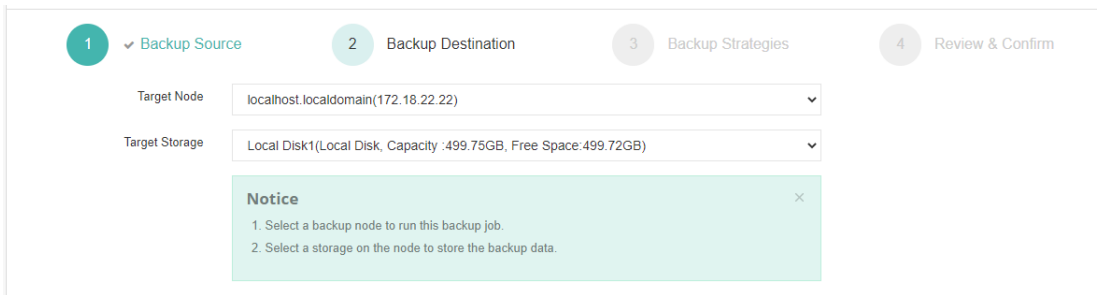 1 ✔ Backup Source 2 Backup Destination 3 Backup Strategies 4 Review & Confirm
Target Node localhost.localdomain(172.18.22.22)
Target Storage Local Disk1(Local Disk, Capacity :499.75GB, Free Space:499.72GB)
Notice ×
1. Select a backup node to run this backup job.
2. Select a storage on the node to store the backup data.